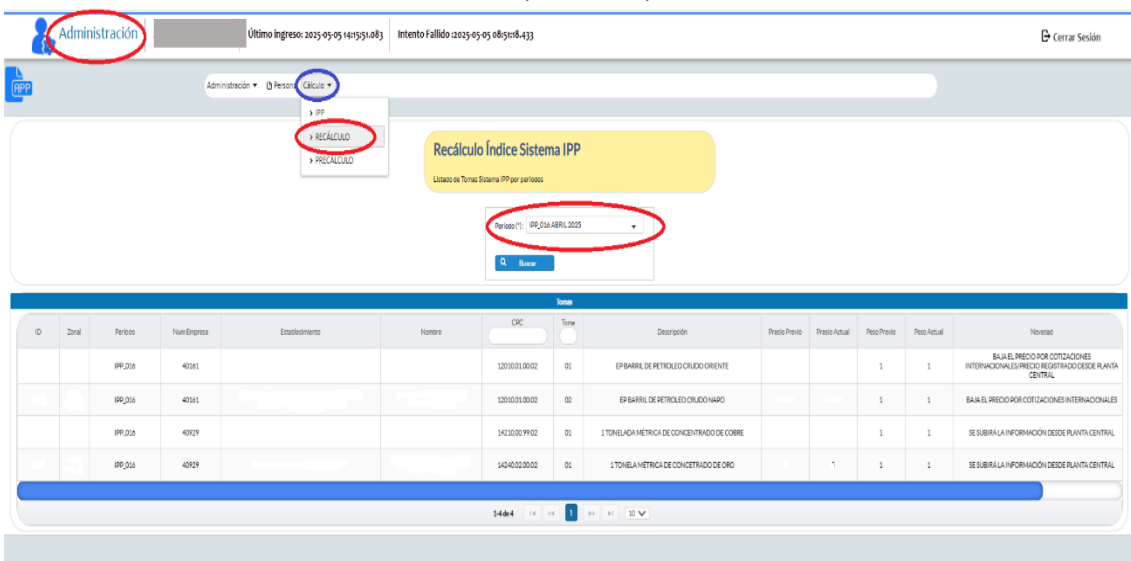 Administración
Último ingreso: 2025-05-05 14:15:51.083
Intento Fallido :2025-05-05 08:51:18.433
Cerrar Sesión
APP
Administración Persona Cálculo
IPP
RECÁLCULO
PRECÁLCULO
Recálculo Índice Sistema IPP
Listado de Tomas Sistema IPP por periodos
Periodo (*): IPP_016 ABRIL 2025
Buscar
Tomas
ID Zonal Periodo Num Empresa Establecimiento Nombre CPC Toma Descripción Precio Previo Precio Actual Peso Previo Peso Actual Novedad
IPP_016 40161 12010.01.00.02 01 EP BARRIL DE PETROLEO CRUDO ORIENTE 1 1 BAJA EL PRECIO POR COTIZACIONES
INTERNACIONALES/PRECIO REGISTRADO DESDE PLANTA
CENTRAL
IPP_016 40161 12010.01.00.02 02 EP BARRIL DE PETROLEO CRUDO NAPO 1 1 BAJA EL PRECIO POR COTIZACIONES INTERNACIONALES
IPP_016 40929 14210.00.99.02 01 1 TONELADA MÉTRICA DE CONCENTRADO DE COBRE 1 1 SE SUBIRÁ LA INFORMACIÓN DESDE PLANTA CENTRAL
IPP_016 40929 14240.02.00.02 01 1 TONELA MÉTRICA DE CONCETRADO DE ORO 1 1 SE SUBIRÁ LA INFORMACIÓN DESDE PLANTA CENTRAL
1-4 de 4 1 10